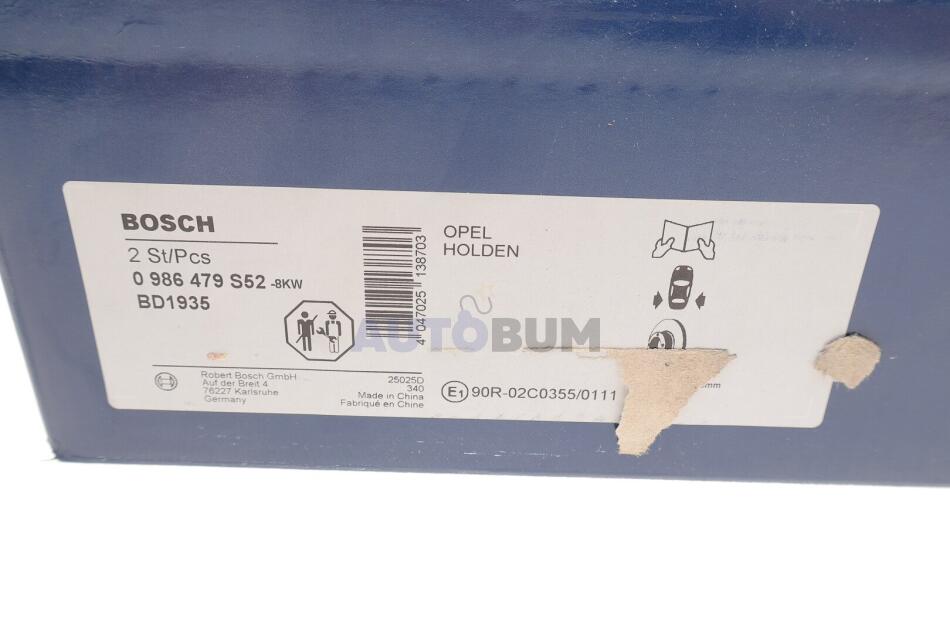 BOSCH
2 St/Pcs
0 986 479 S52 -8KW
BD1935
4 047025 138703
OPEL
HOLDEN
AUTOBUM
Robert Bosch GmbH
Auf der Breit 4
76227 Karlsruhe
Germany
25025D
340
Made in China
Fabriqué en Chine
E1 90R-02C0355/0111
mm